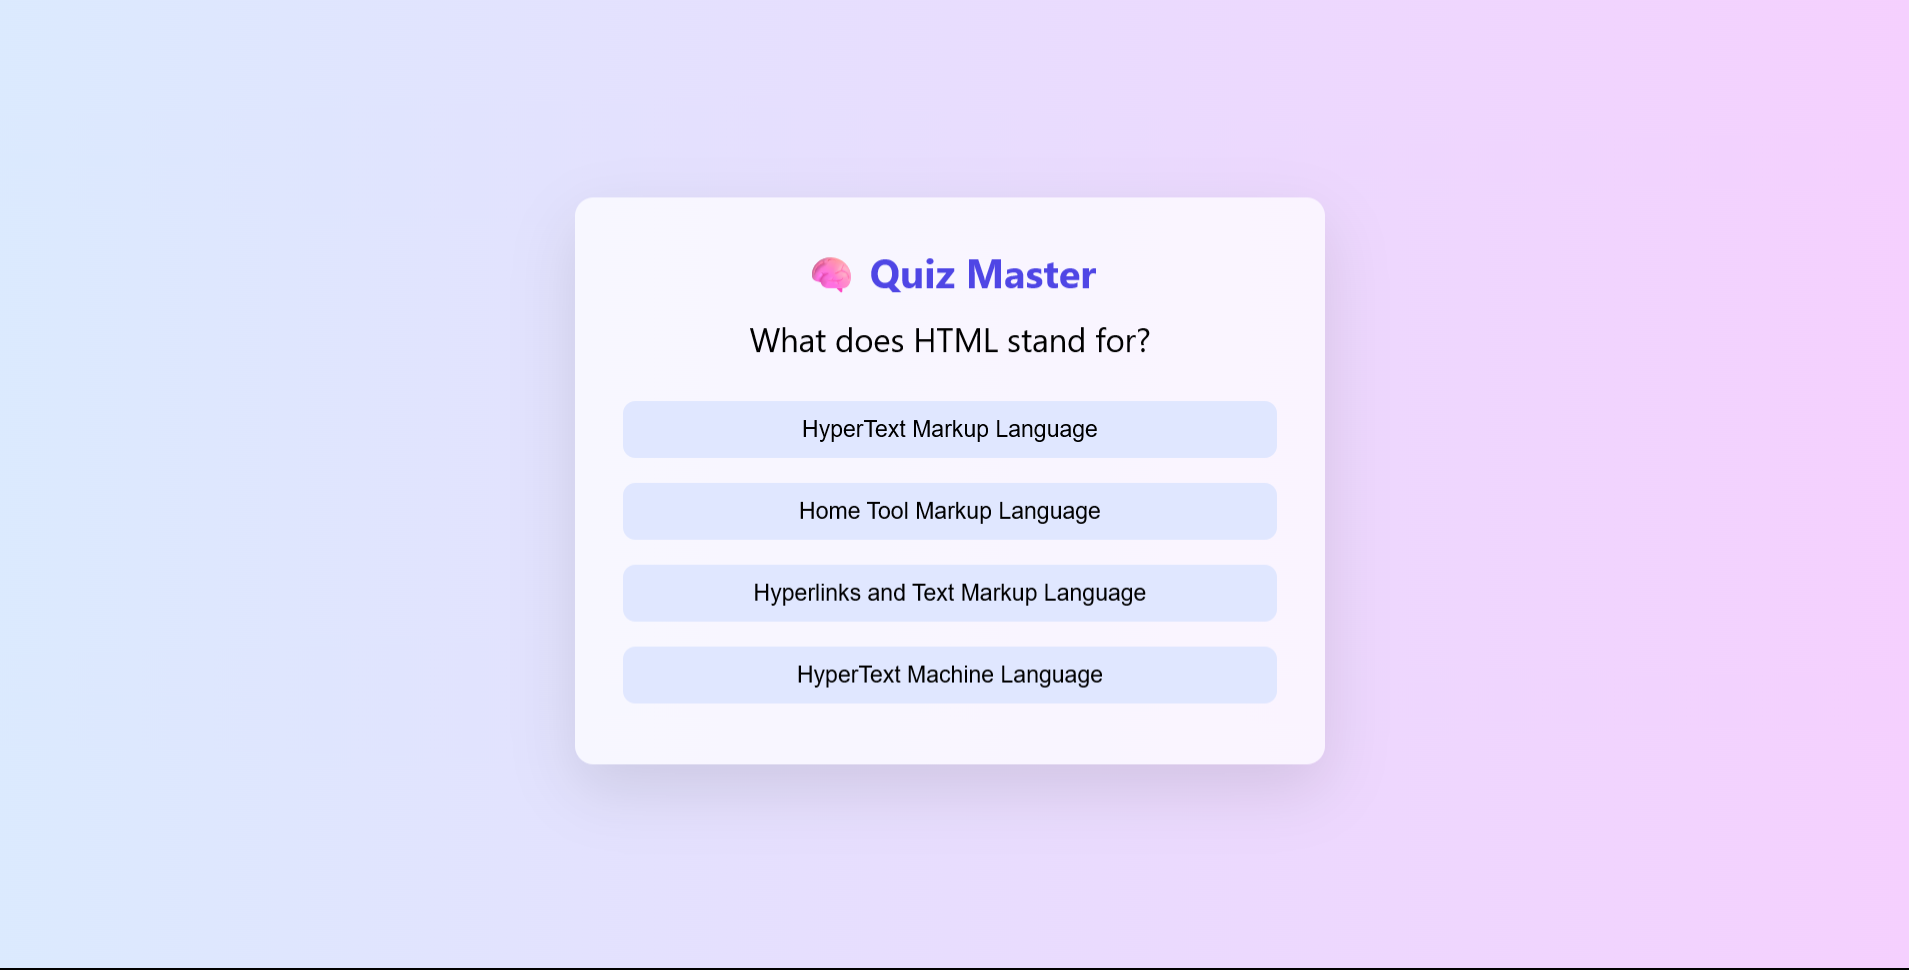 🧠 Quiz Master
What does HTML stand for?
HyperText Markup Language
Home Tool Markup Language
Hyperlinks and Text Markup Language
HyperText Machine Language